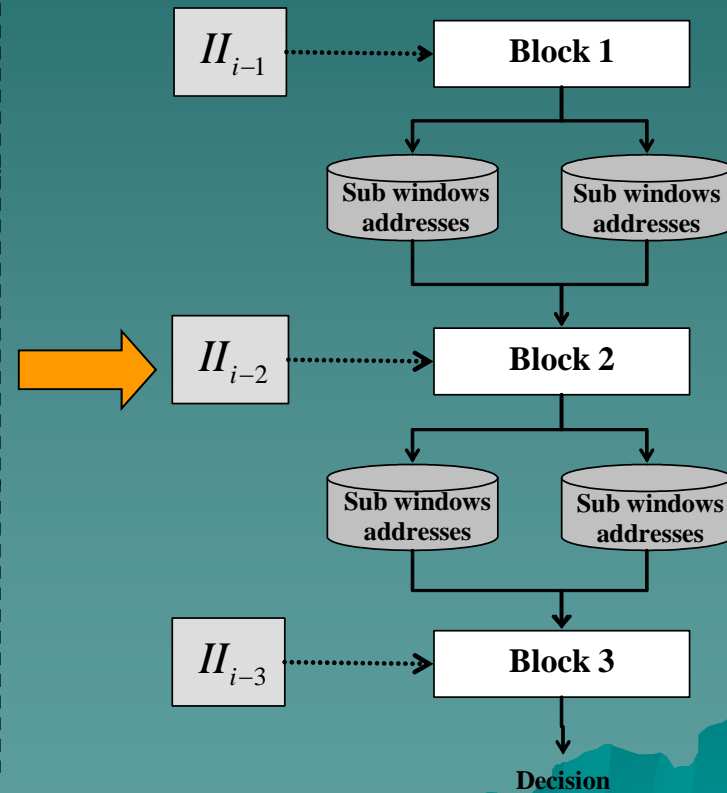 II_{i-1}
Block 1
Sub windows
addresses
Sub windows
addresses
II_{i-2}
Block 2
Sub windows
addresses
Sub windows
addresses
II_{i-3}
Block 3
Decision